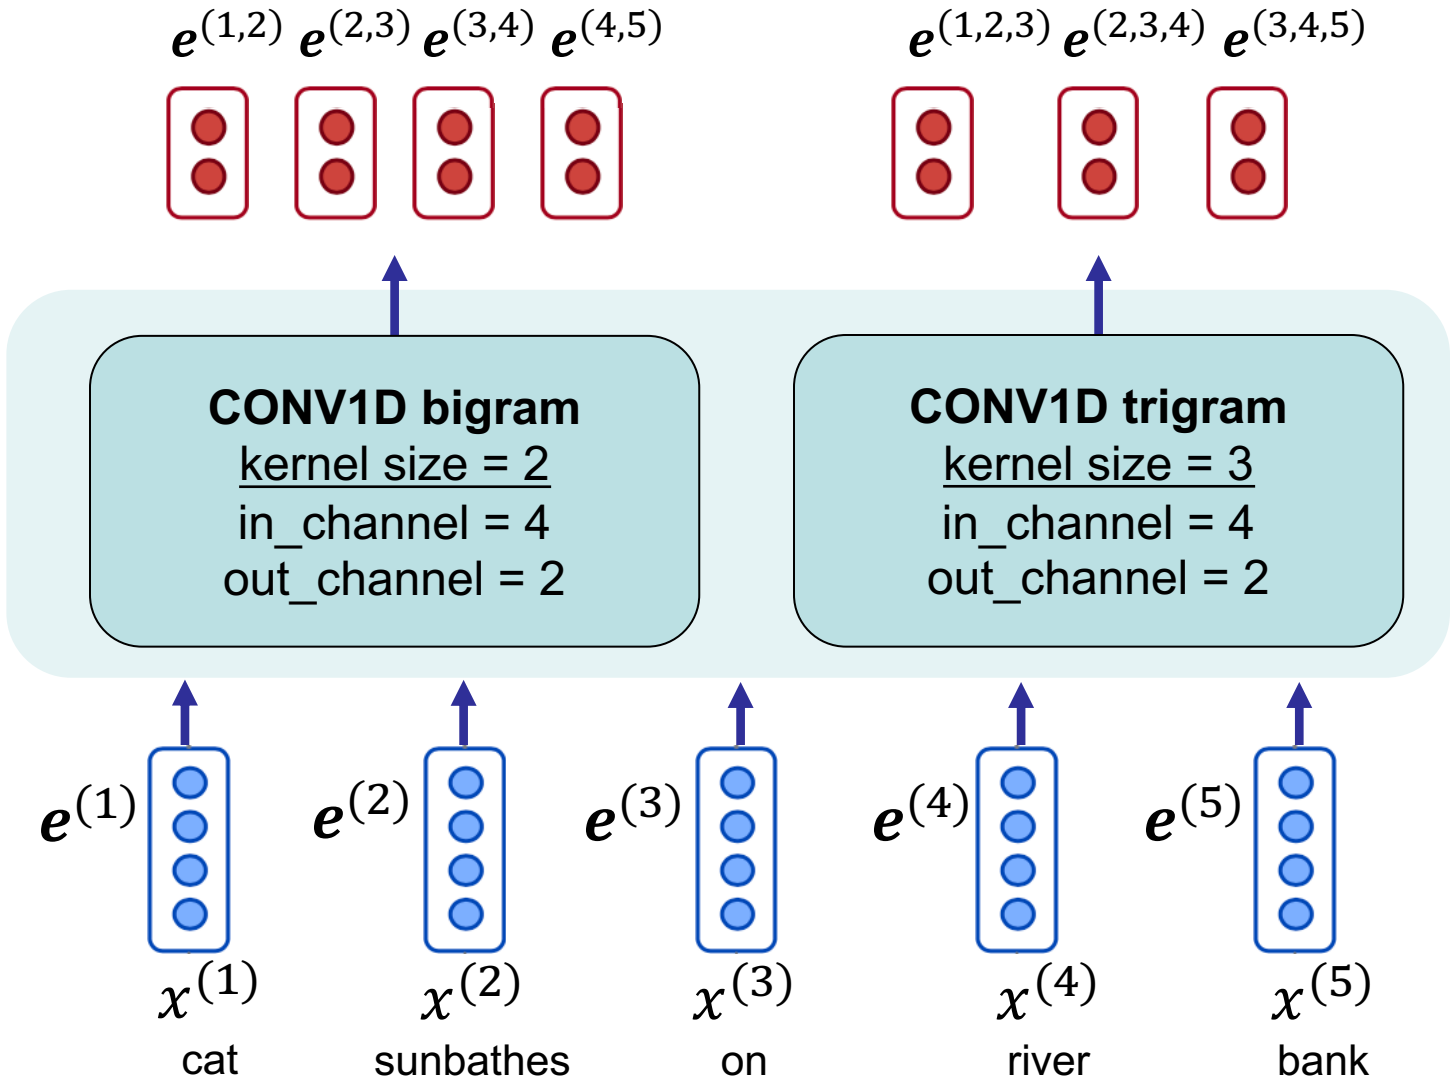 e^(1,2) e^(2,3) e^(3,4) e^(4,5)
e^(1,2,3) e^(2,3,4) e^(3,4,5)
CONV1D bigram
kernel size = 2
in_channel = 4
out_channel = 2
CONV1D trigram
kernel size = 3
in_channel = 4
out_channel = 2
e^(1) e^(2) e^(3) e^(4) e^(5)
x^(1) x^(2) x^(3) x^(4) x^(5)
cat sunbathes on river bank